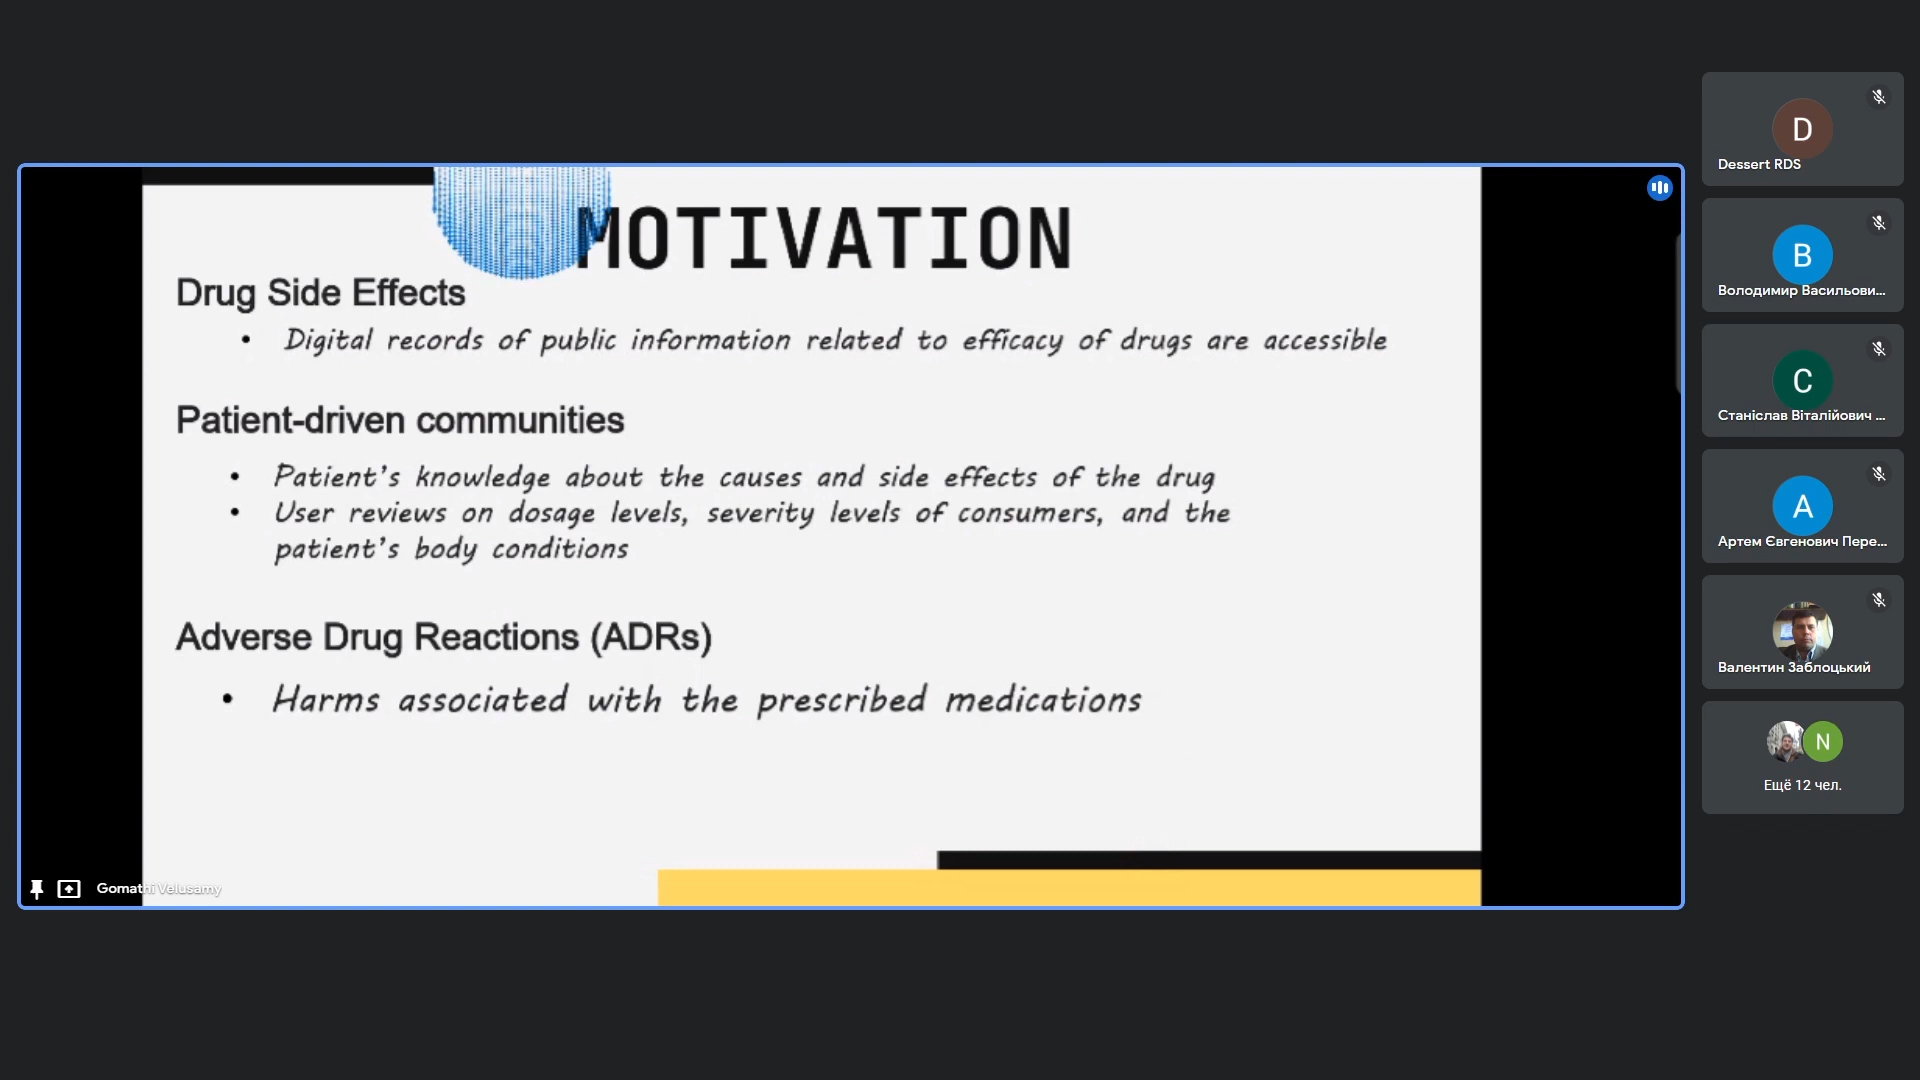 MOTIVATION
Drug Side Effects
• Digital records of public information related to efficacy of drugs are accessible
Patient-driven communities
• Patient's knowledge about the causes and side effects of the drug
• User reviews on dosage levels, severity levels of consumers, and the
patient's body conditions
Adverse Drug Reactions (ADRs)
• Harms associated with the prescribed medications
Gomathi Velusamy
D
Dessert RDS
B
Володимир Васильови...
C
Станіслав Віталійович ...
A
Артем Євгенович Пере...
Валентин Заблоцький
N
Ещё 12 чел.